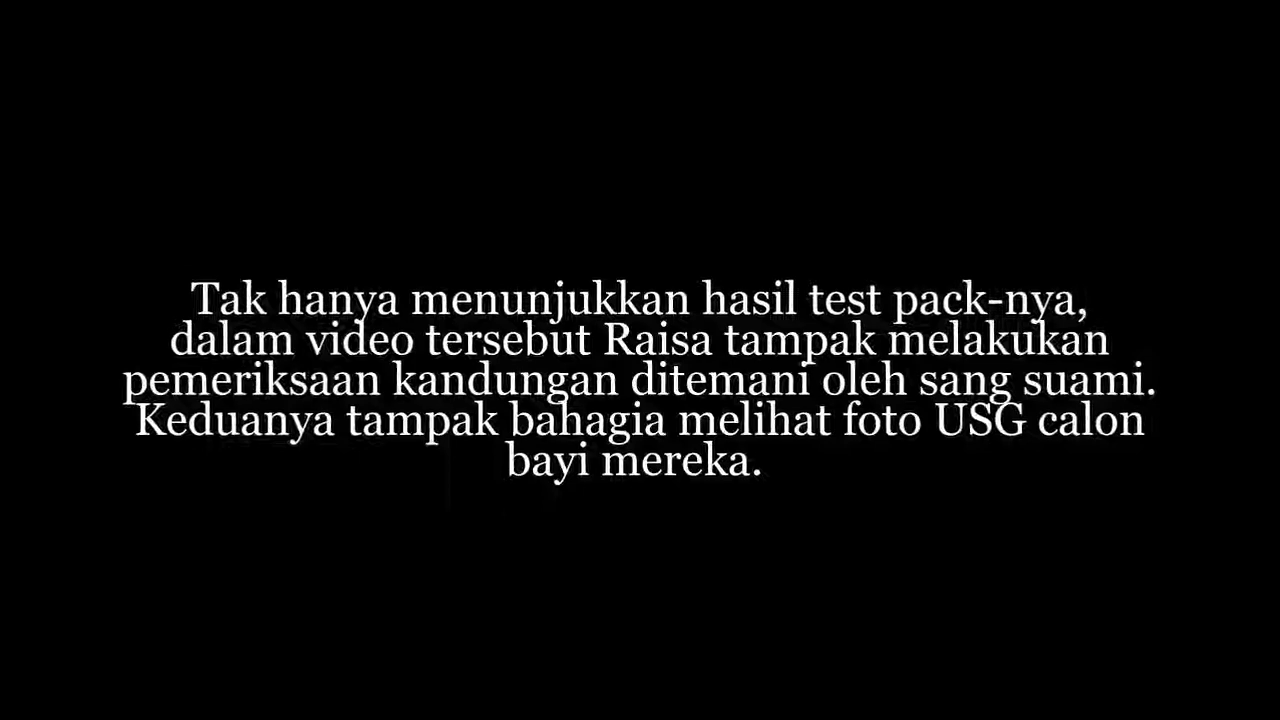 Tak hanya menunjukkan hasil test pack-nya,
dalam video tersebut Raisa tampak melakukan
pemeriksaan kandungan ditemani oleh sang suami.
Keduanya tampak bahagia melihat foto USG calon
bayi mereka.